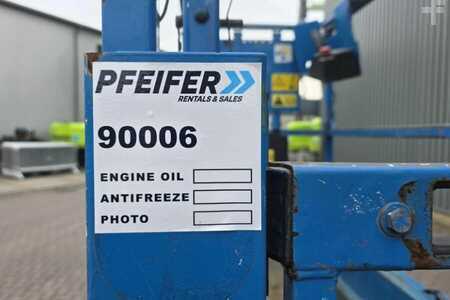 PFEIFER
RENTALS & SALES
90006
ENGINE OIL
ANTIFREEZE
PHOTO